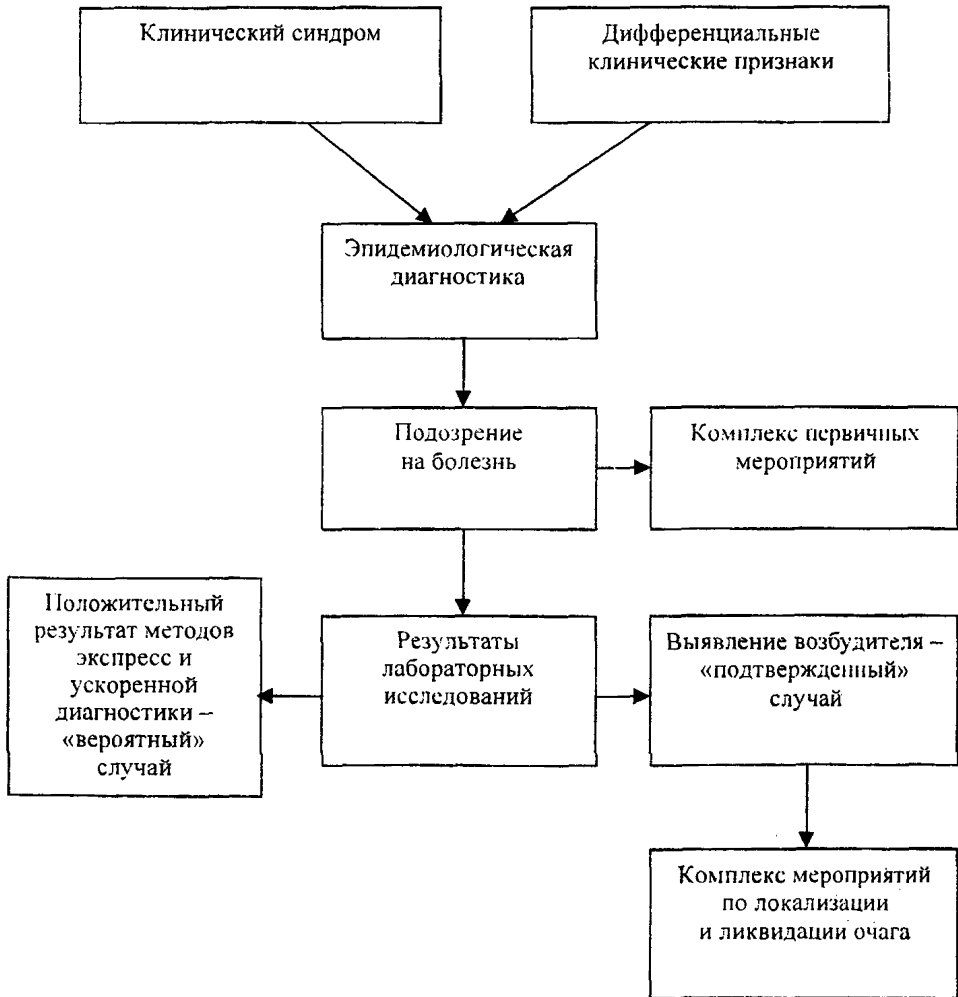 Клинический синдром
Дифференциальные
клинические признаки
Эпидемиологическая
диагностика
Подозрение
на болезнь
Комплекс первичных
мероприятий
Положительный
результат методов
экспресс и
ускоренной
диагностики –
«вероятный»
случай
Результаты
лабораторных
исследований
Выявление возбудителя –
«подтвержденный»
случай
Комплекс мероприятий
по локализации
и ликвидации очага